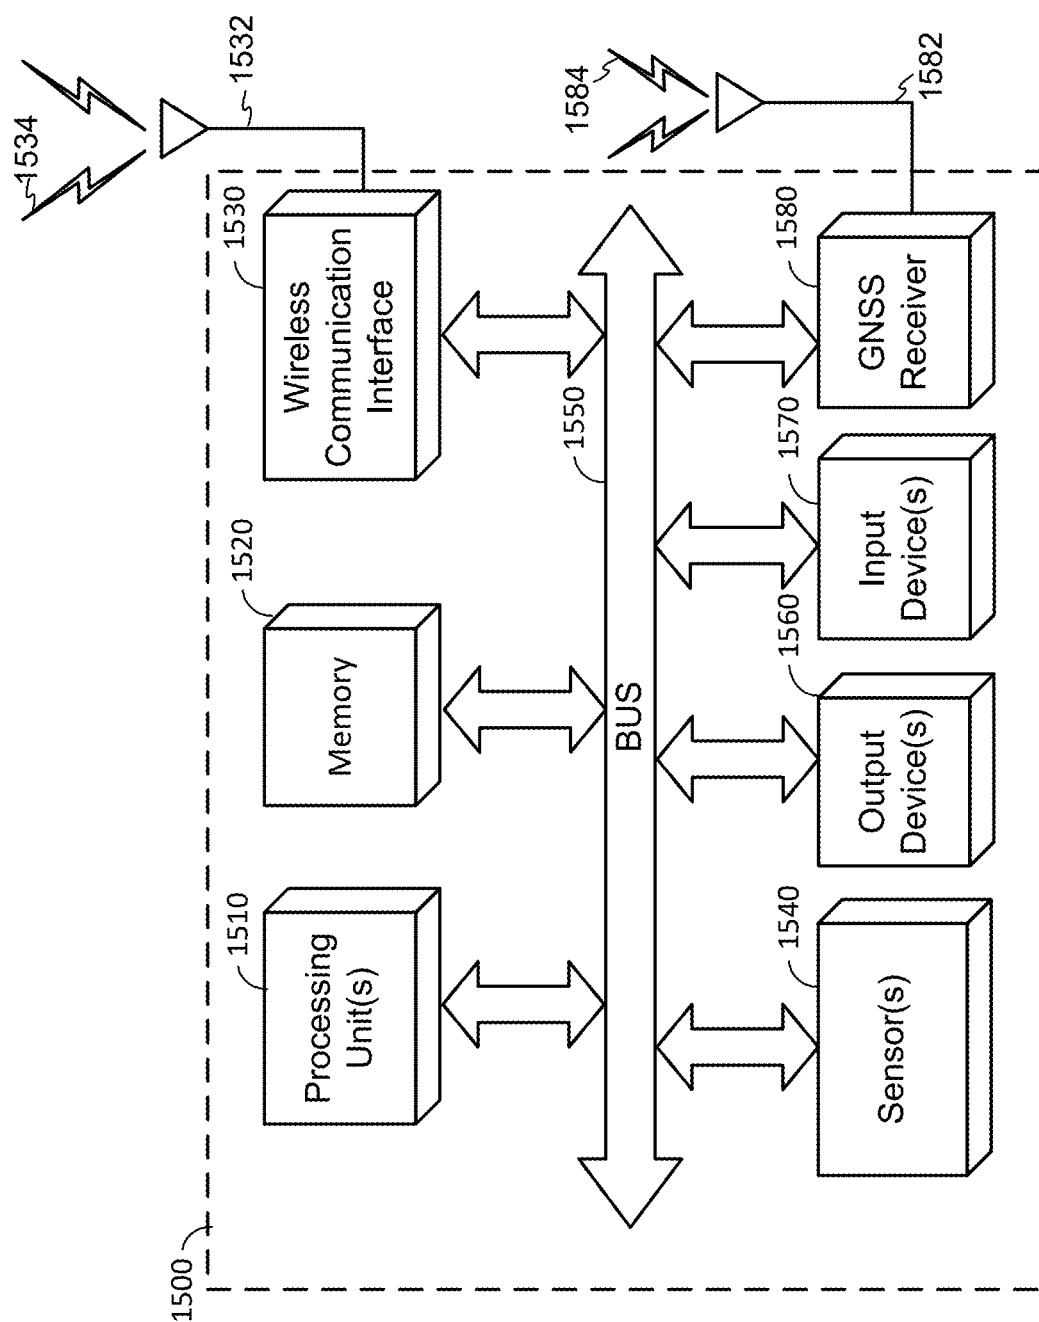 1500
1510
Processing
Unit(s)
1520
Memory
1530
Wireless
Communication
Interface
1532
1534
1550
BUS
1540
Sensor(s)
1560
Output
Device(s)
1570
Input
Device(s)
1580
GNSS
Receiver
1582
1584